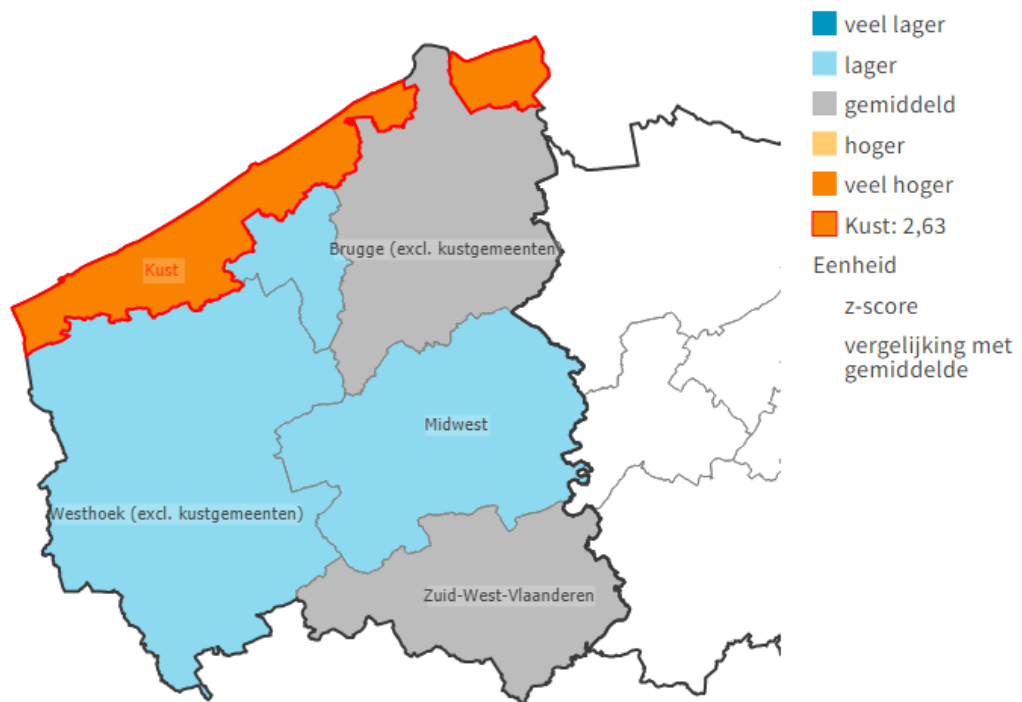 veel lager
lager
gemiddeld
hoger
veel hoger
Kust: 2,63
Eenheid
z-score
vergelijking met
gemiddelde
Brugge (excl. kustgemeenten)
Kust
Midwest
Westhoek (excl. kustgemeenten)
Zuid-West-Vlaanderen